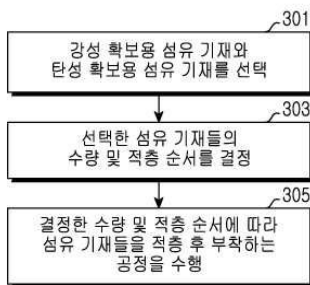 301
강성 확보용 섬유 기재와
탄성 확보용 섬유 기재를 선택
303
선택한 섬유 기재들의
수량 및 적층 순서를 결정
305
결정한 수량 및 적층 순서에 따라
섬유 기재들을 적층 후 부착하는
공정을 수행